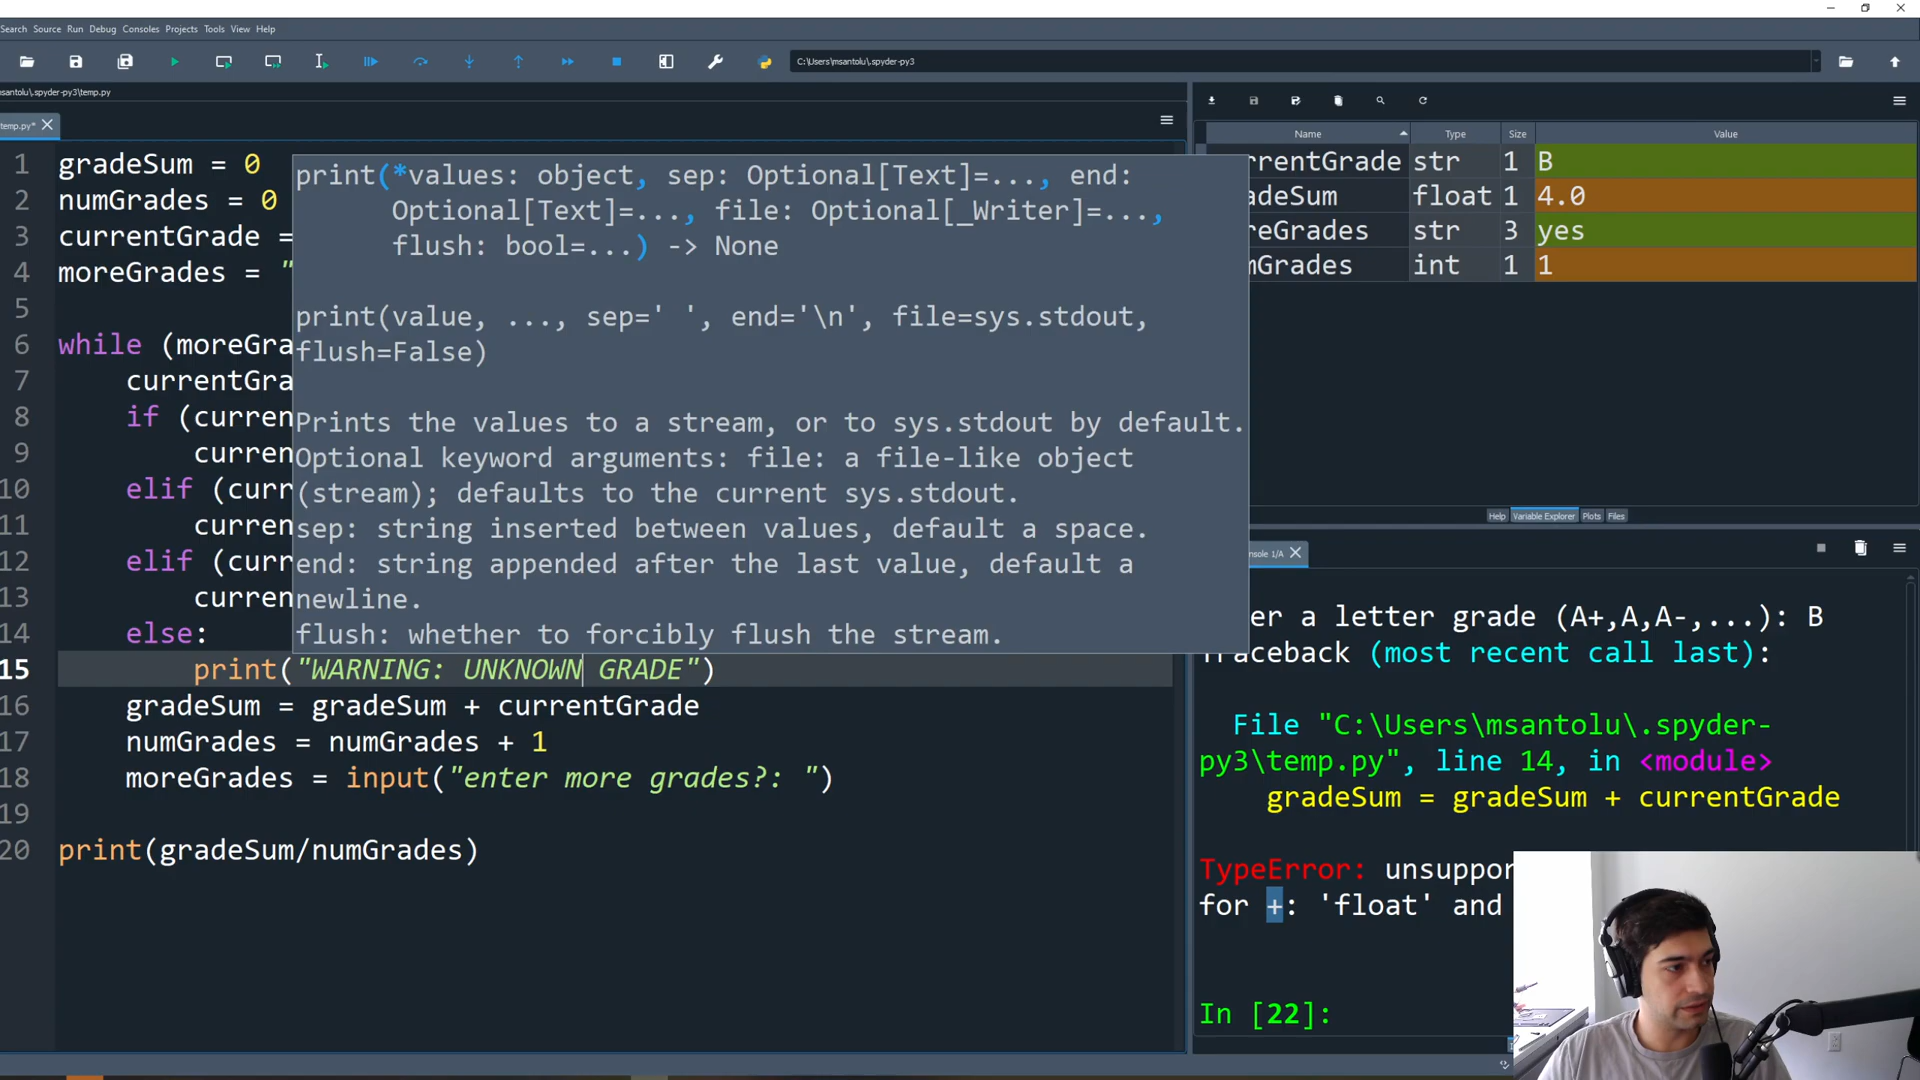 Search Source Run Debug Consoles Projects Tools View Help
C:\Users\msantolu\.spyder-py3
msantolu\.spyder-py3\temp.py
temp.py*
1 gradeSum = 0
2 numGrades = 0
3 currentGrade =
4 moreGrades = "
5
6 while (moreGra
7 currentGra
8 if (curren
9 curren
10 elif (curr
11 curren
12 elif (curr
13 curren
14 else:
15 print("WARNING: UNKNOWN GRADE")
16 gradeSum = gradeSum + currentGrade
17 numGrades = numGrades + 1
18 moreGrades = input("enter more grades?: ")
19
20 print(gradeSum/numGrades)
print(*values: object, sep: Optional[Text]=..., end:
Optional[Text]=..., file: Optional[_Writer]=...,
flush: bool=...) -> None
print(value, ..., sep=' ', end='\n', file=sys.stdout,
flush=False)
Prints the values to a stream, or to sys.stdout by default.
Optional keyword arguments: file: a file-like object
(stream); defaults to the current sys.stdout.
sep: string inserted between values, default a space.
end: string appended after the last value, default a
newline.
flush: whether to forcibly flush the stream.
Name Type Size Value
rrentGrade str 1 B
adeSum float 1 4.0
reGrades str 3 yes
mGrades int 1 1
Help Variable Explorer Plots Files
nsole 1/A
er a letter grade (A+,A,A-,...): B
Traceback (most recent call last):
File "C:\Users\msantolu\.spyder-
py3\temp.py", line 14, in <module>
gradeSum = gradeSum + currentGrade
TypeError: unsuppor
for +: 'float' and
In [22]: